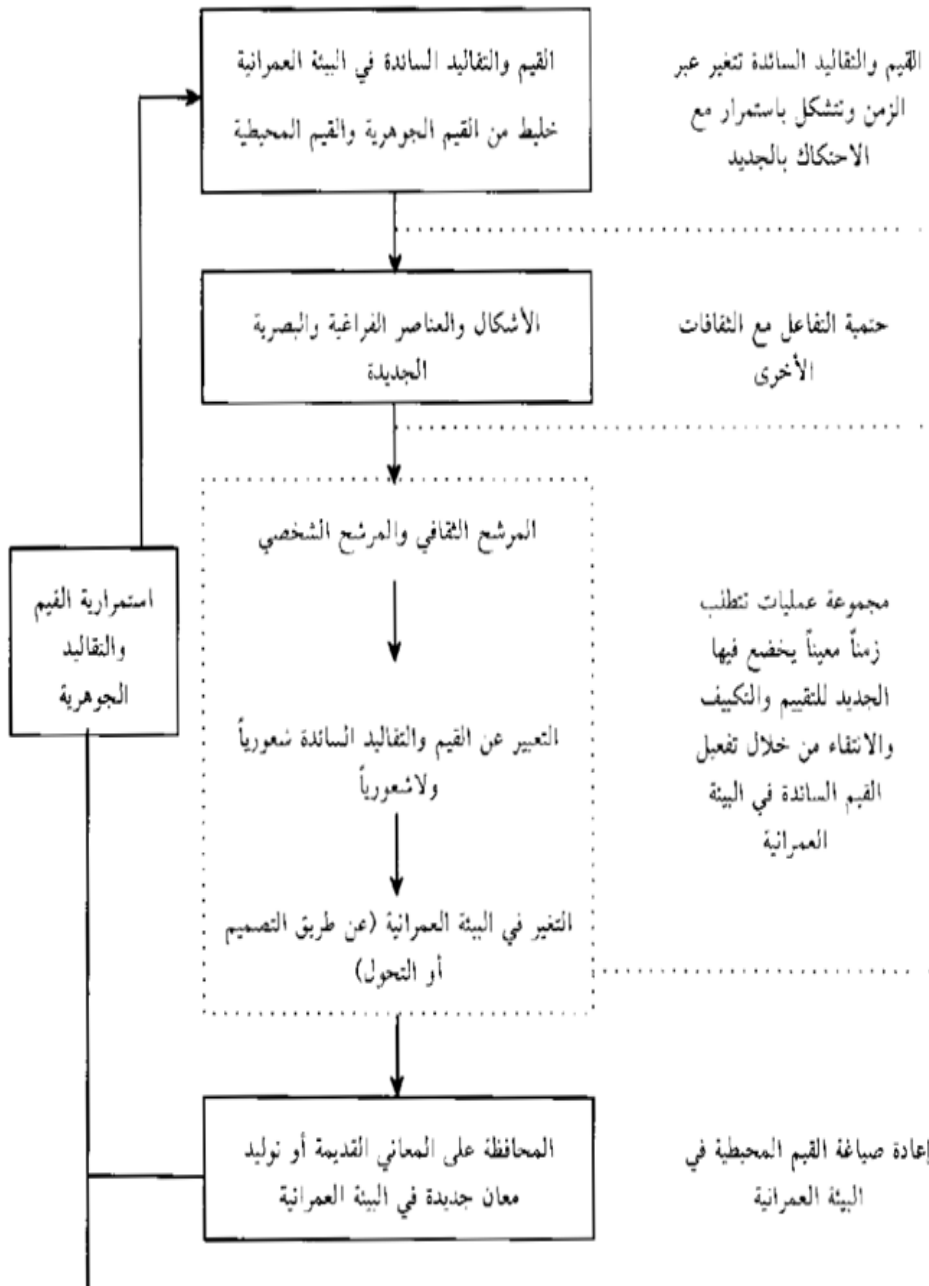 القيم والتقاليد السائدة في البيئة العمرانية
خليط من القيم الجوهرية والقيم المحيطية
القيم والتقاليد السائدة تتغير عبر
الزمن وتتشكل باستمرار مع
الاحتكاك بالجديد
الأشكال والعناصر الفراغية والبصرية
الجديدة
حتمية التفاعل مع الثقافات
الأخرى
المرشح الثقافي والمرشح الشخصي
التعبير عن القيم والتقاليد السائدة شعورياً
ولاشعورياً
التغير في البيئة العمرانية (عن طريق التصميم
أو التحول)
مجموعة عمليات تتطلب
زمناً معيناً يخضع فيها
الجديد للتقييم والتكييف
والانتقاء من خلال تفعيل
القيم السائدة في البيئة
العمرانية
استمرارية القيم
والتقاليد
الجوهرية
المحافظة على المعاني القديمة أو توليد
معان جديدة في البيئة العمرانية
إعادة صياغة القيم المحيطية في
البيئة العمرانية